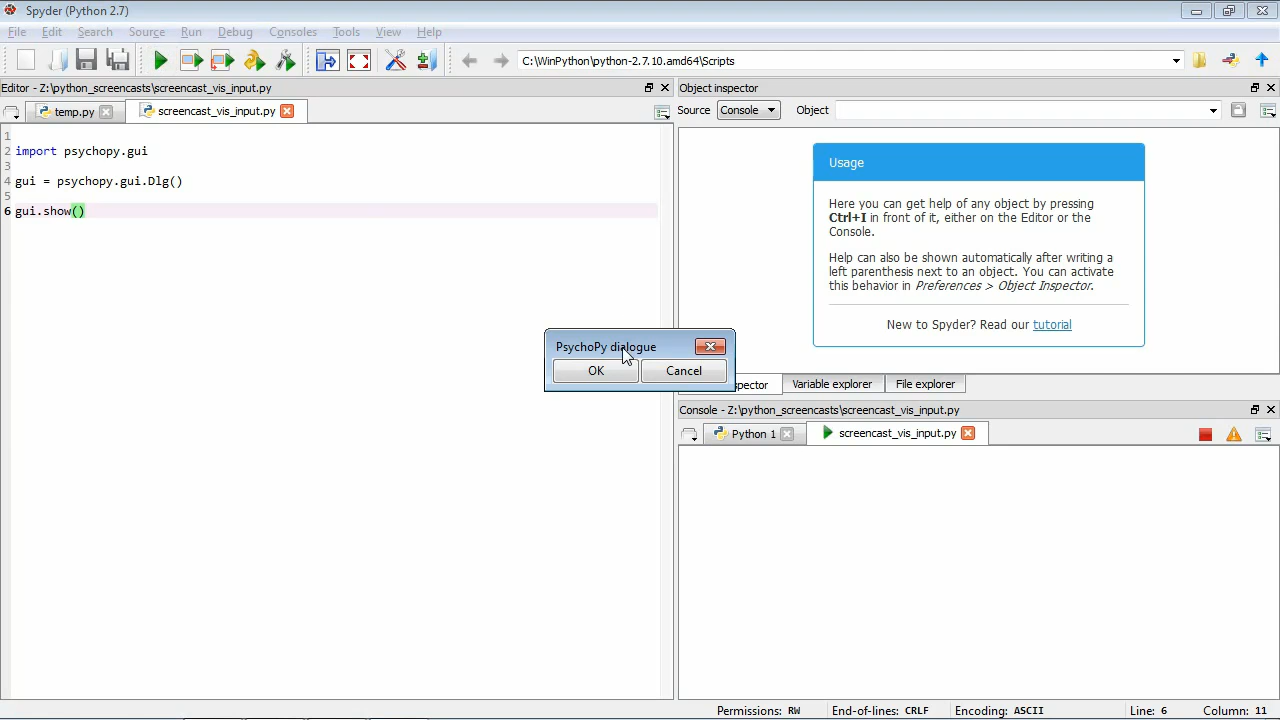 Spyder (Python 2.7)
File Edit Search Source Run Debug Consoles Tools View Help
C:\WinPython\python-2.7.10.amd64\Scripts
Editor - Z:\python_screencasts\screencast_vis_input.py
temp.py screencast_vis_input.py
1
2 import psychopy.gui
3
4 gui = psychopy.gui.Dlg()
5
6 gui.show()
Object inspector
Source Console Object
Usage
Here you can get help of any object by pressing
Ctrl+I in front of it, either on the Editor or the
Console.
Help can also be shown automatically after writing a
left parenthesis next to an object. You can activate
this behavior in Preferences > Object Inspector.
New to Spyder? Read our tutorial
PsychoPy dialogue
OK Cancel
spector Variable explorer File explorer
Console - Z:\python_screencasts\screencast_vis_input.py
Python 1 screencast_vis_input.py
Permissions: RW End-of-lines: CRLF Encoding: ASCII Line: 6 Column: 11